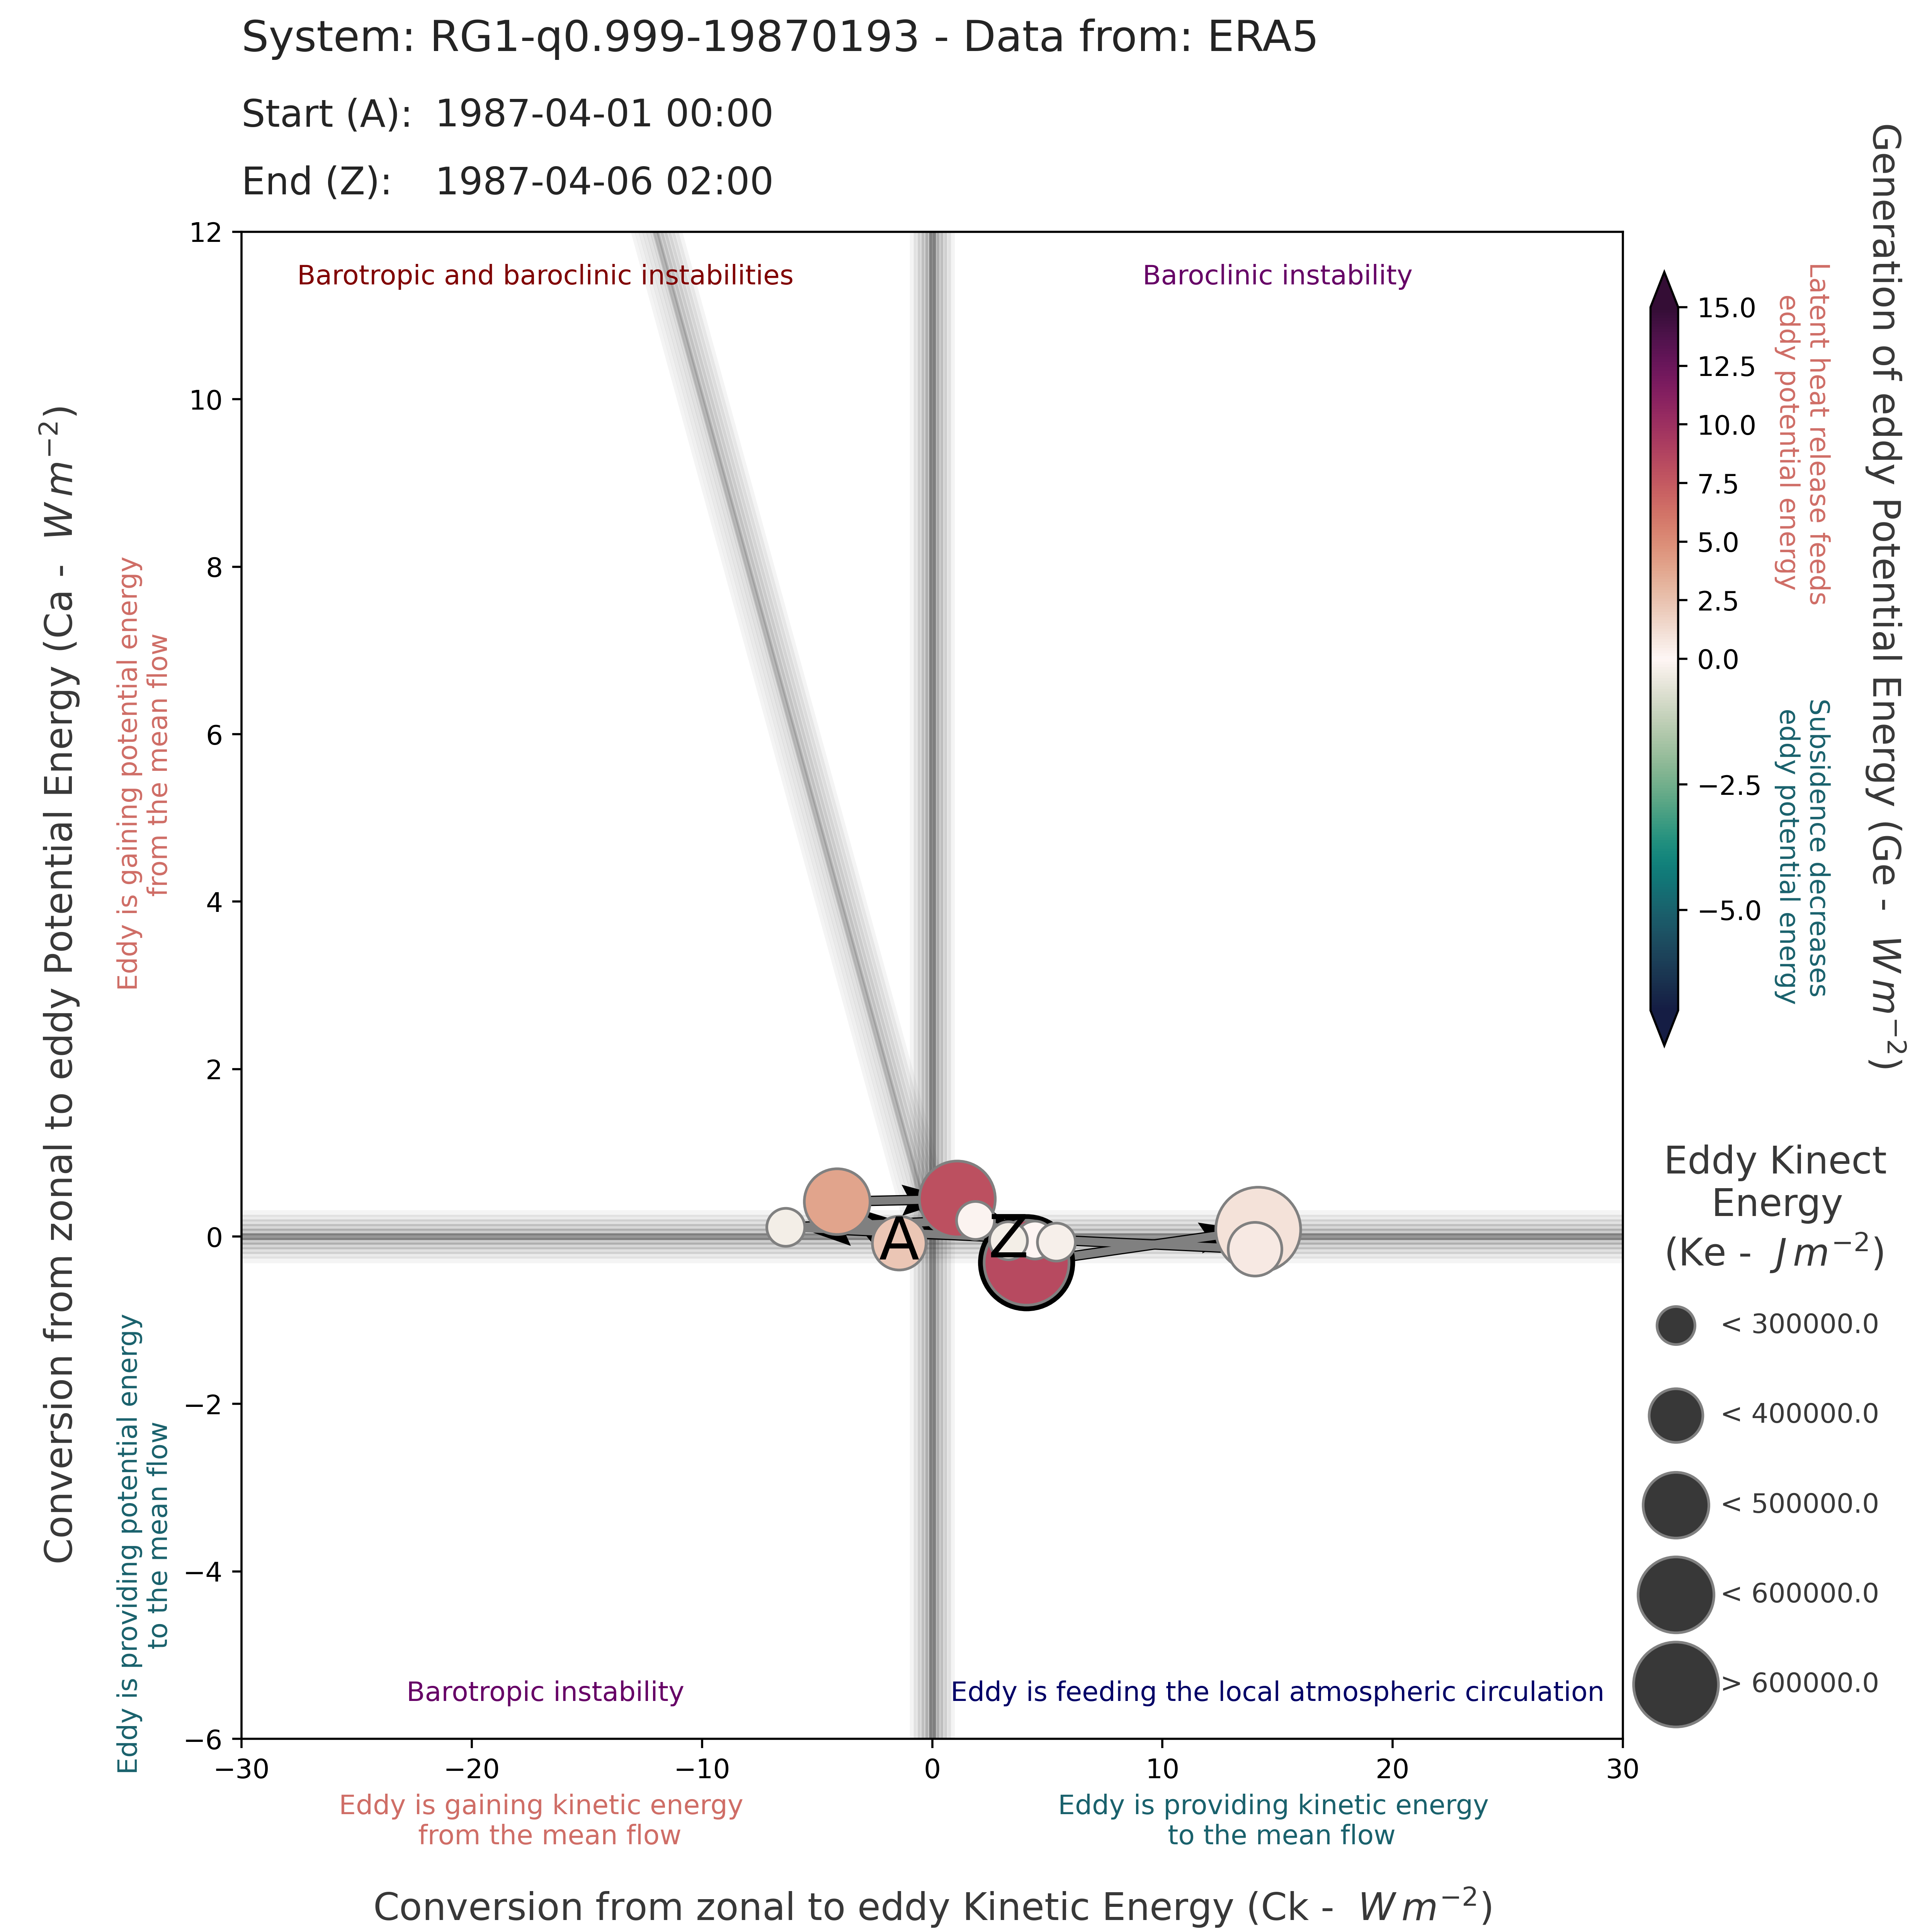 System: RG1-q0.999-19870193 - Data from: ERA5
Start (A): 1987-04-01 00:00
End (Z): 1987-04-06 02:00
Conversion from zonal to eddy Potential Energy (Ca - W m⁻²)
Eddy is gaining potential energy
from the mean flow
Eddy is providing potential energy
to the mean flow
12
10
8
6
4
2
0
−2
−4
−6
Barotropic and baroclinic instabilities
Baroclinic instability
A
Z
Barotropic instability
Eddy is feeding the local atmospheric circulation
−30
−20
−10
0
10
20
30
Eddy is gaining kinetic energy
from the mean flow
Eddy is providing kinetic energy
to the mean flow
Conversion from zonal to eddy Kinetic Energy (Ck - W m⁻²)
15.0
12.5
10.0
7.5
5.0
2.5
0.0
−2.5
−5.0
Latent heat release feeds
eddy potential energy
Subsidence decreases
eddy potential energy
Generation of eddy Potential Energy (Ge - W m⁻²)
Eddy Kinect
Energy
(Ke - J m⁻²)
< 300000.0
< 400000.0
< 500000.0
< 600000.0
> 600000.0